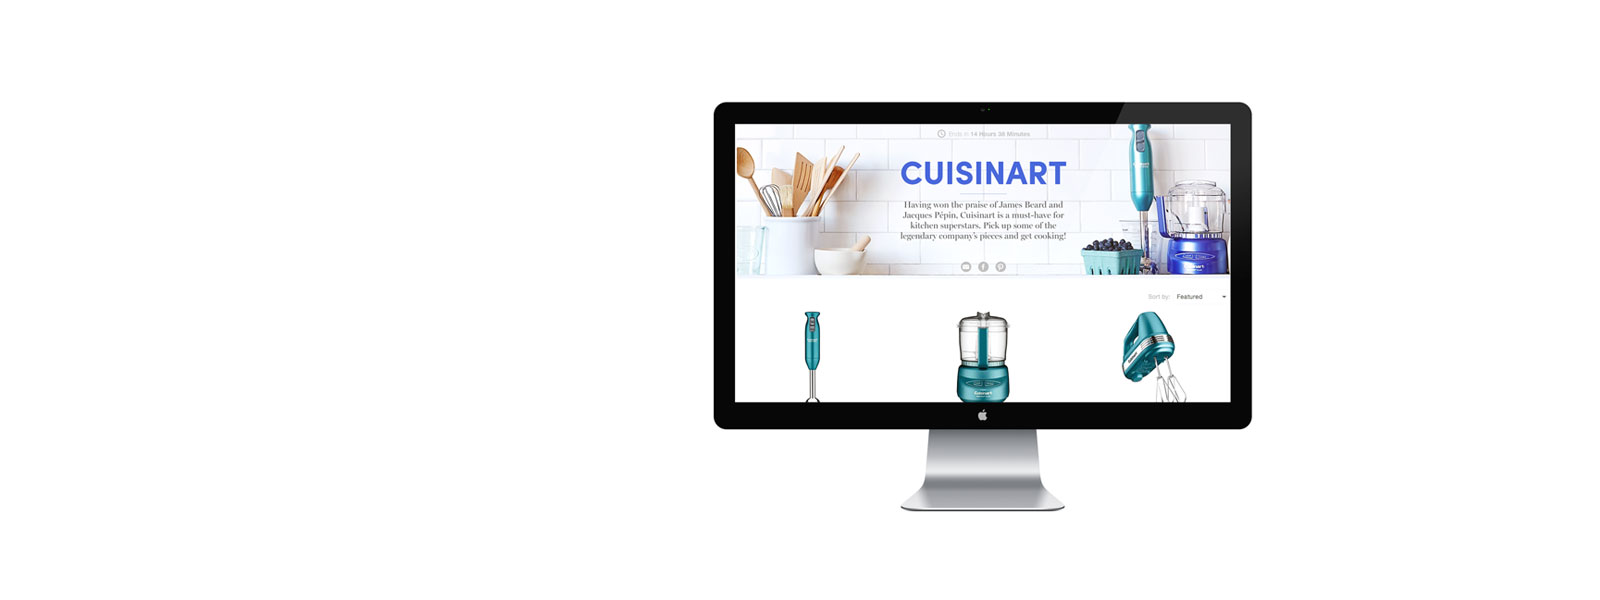 Ends in 14 Hours 38 Minutes
CUISINART
Having won the praise of James Beard and
Jacques Pépin, Cuisinart is a must-have for
kitchen superstars. Pick up some of the
legendary company's pieces and get cooking!
Sort by: Featured
Cuisinart
Cuisinart